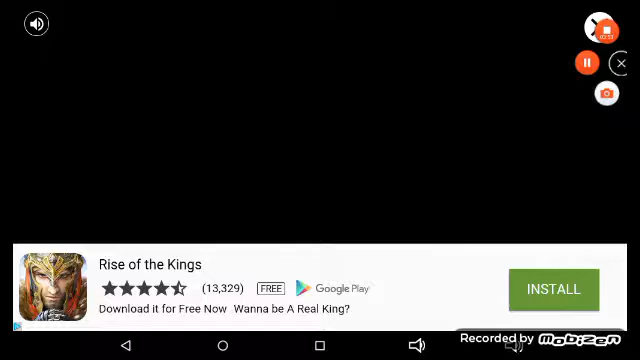 Rise of the Kings
(13,329) FREE Google Play
Download it for Free Now Wanna be A Real King?
INSTALL
Recorded by MOBIZEN